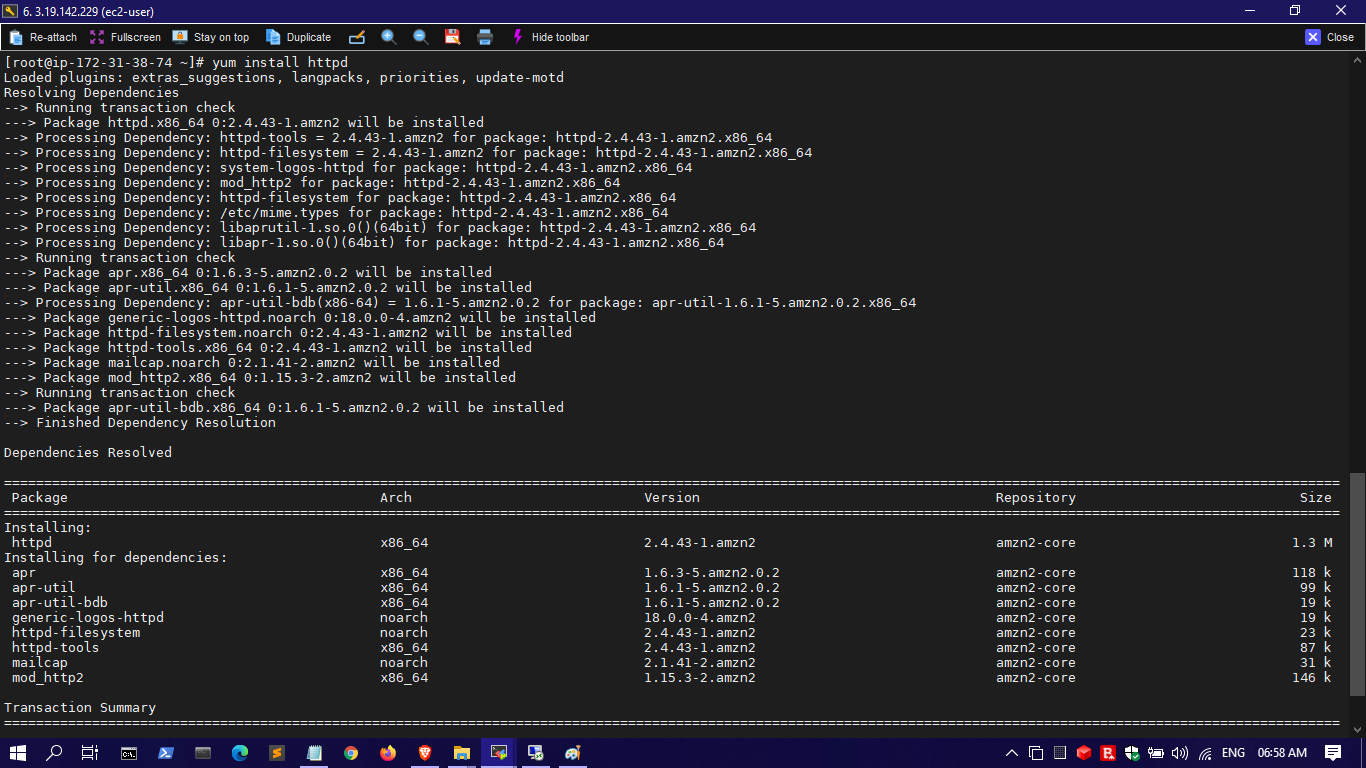 6. 3.19.142.229 (ec2-user)
Re-attach Fullscreen Stay on top Duplicate Hide toolbar Close
[root@ip-172-31-38-74 ~]# yum install httpd
Loaded plugins: extras_suggestions, langpacks, priorities, update-motd
Resolving Dependencies
--> Running transaction check
---> Package httpd.x86_64 0:2.4.43-1.amzn2 will be installed
--> Processing Dependency: httpd-tools = 2.4.43-1.amzn2 for package: httpd-2.4.43-1.amzn2.x86_64
--> Processing Dependency: httpd-filesystem = 2.4.43-1.amzn2 for package: httpd-2.4.43-1.amzn2.x86_64
--> Processing Dependency: system-logos-httpd for package: httpd-2.4.43-1.amzn2.x86_64
--> Processing Dependency: mod_http2 for package: httpd-2.4.43-1.amzn2.x86_64
--> Processing Dependency: httpd-filesystem for package: httpd-2.4.43-1.amzn2.x86_64
--> Processing Dependency: /etc/mime.types for package: httpd-2.4.43-1.amzn2.x86_64
--> Processing Dependency: libaprutil-1.so.0()(64bit) for package: httpd-2.4.43-1.amzn2.x86_64
--> Processing Dependency: libapr-1.so.0()(64bit) for package: httpd-2.4.43-1.amzn2.x86_64
--> Running transaction check
---> Package apr.x86_64 0:1.6.3-5.amzn2.0.2 will be installed
---> Package apr-util.x86_64 0:1.6.1-5.amzn2.0.2 will be installed
--> Processing Dependency: apr-util-bdb(x86-64) = 1.6.1-5.amzn2.0.2 for package: apr-util-1.6.1-5.amzn2.0.2.x86_64
---> Package generic-logos-httpd.noarch 0:18.0.0-4.amzn2 will be installed
---> Package httpd-filesystem.noarch 0:2.4.43-1.amzn2 will be installed
---> Package httpd-tools.x86_64 0:2.4.43-1.amzn2 will be installed
---> Package mailcap.noarch 0:2.1.41-2.amzn2 will be installed
---> Package mod_http2.x86_64 0:1.15.3-2.amzn2 will be installed
--> Running transaction check
---> Package apr-util-bdb.x86_64 0:1.6.1-5.amzn2.0.2 will be installed
--> Finished Dependency Resolution
Dependencies Resolved
Package Arch Version Repository Size
Installing:
httpd x86_64 2.4.43-1.amzn2 amzn2-core 1.3 M
Installing for dependencies:
apr x86_64 1.6.3-5.amzn2.0.2 amzn2-core 118 k
apr-util x86_64 1.6.1-5.amzn2.0.2 amzn2-core 99 k
apr-util-bdb x86_64 1.6.1-5.amzn2.0.2 amzn2-core 19 k
generic-logos-httpd noarch 18.0.0-4.amzn2 amzn2-core 19 k
httpd-filesystem noarch 2.4.43-1.amzn2 amzn2-core 23 k
httpd-tools x86_64 2.4.43-1.amzn2 amzn2-core 87 k
mailcap noarch 2.1.41-2.amzn2 amzn2-core 31 k
mod_http2 x86_64 1.15.3-2.amzn2 amzn2-core 146 k
Transaction Summary
ENG 06:58 AM